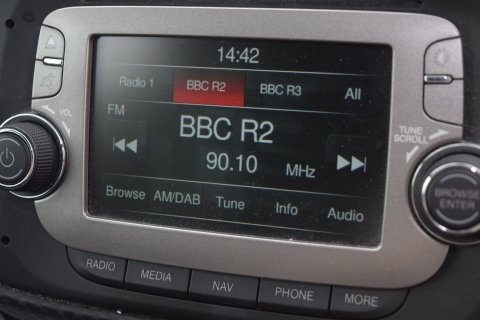 14:42
Radio 1 BBC R2 BBC R3 All
FM
BBC R2
90.10 MHz
VOL
TUNE
SCROLL
BROWSE
ENTER
Browse AM/DAB Tune Info Audio
RADIO MEDIA NAV PHONE MORE